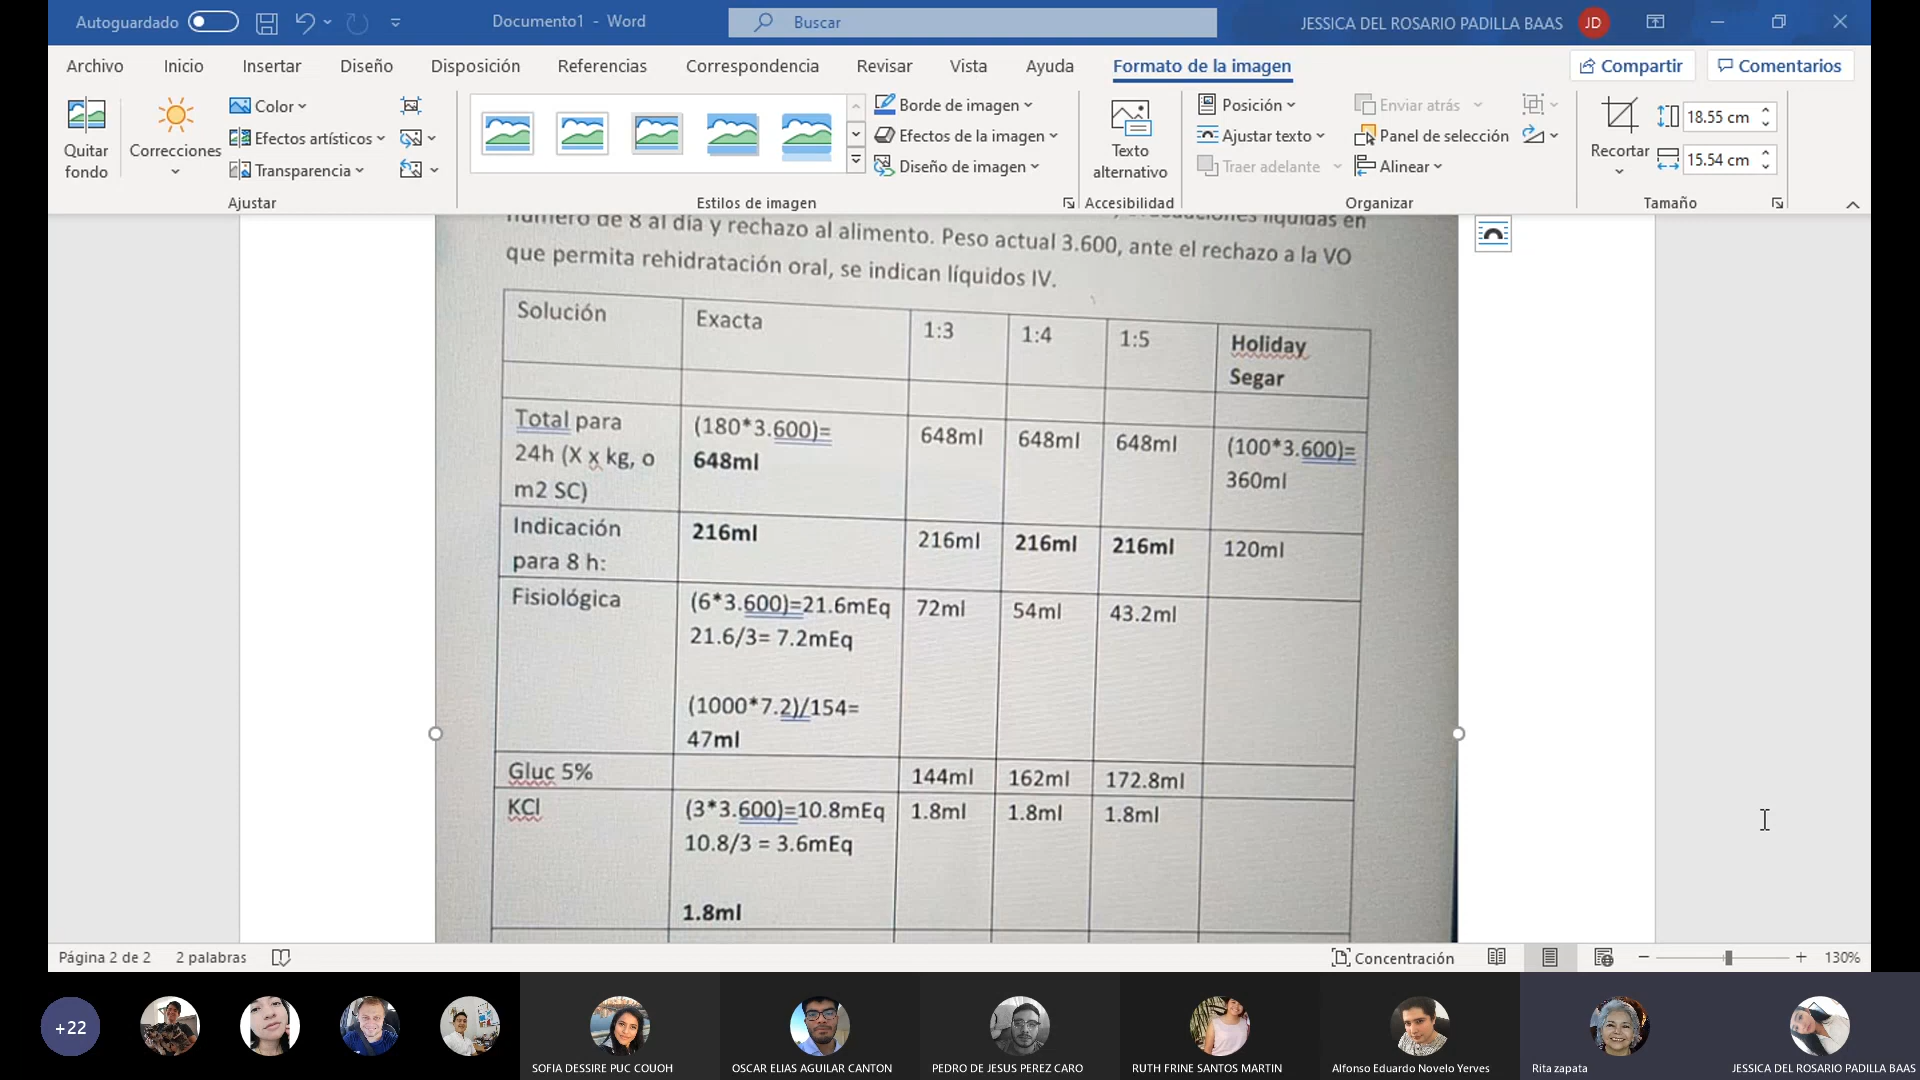 Autoguardado
Documento1 - Word
Buscar
JESSICA DEL ROSARIO PADILLA BAAS
JD
Archivo
Inicio
Insertar
Diseño
Disposición
Referencias
Correspondencia
Revisar
Vista
Ayuda
Formato de la imagen
Compartir
Comentarios
Quitar
fondo
Correcciones
Color
Efectos artísticos
Transparencia
Ajustar
Estilos de imagen
Borde de imagen
Efectos de la imagen
Diseño de imagen
Texto
alternativo
Accesibilidad
Posición
Ajustar texto
Traer adelante
Enviar atrás
Panel de selección
Alinear
Organizar
Recortar
18.55 cm
15.54 cm
Tamaño
número de 8 al día y rechazo al alimento. Peso actual 3.600, ante el rechazo a la VO
que permita rehidratación oral, se indican líquidos IV.
líquidas en
Solución
Exacta
1:3
1:4
1:5
Holiday
Segar
Total para
24h (X x kg, o
m2 SC)
(180*3.600)=
648ml
648ml
648ml
648ml
(100*3.600)=
360ml
Indicación
para 8 h:
216ml
216ml
216ml
216ml
120ml
Fisiológica
(6*3.600)=21.6mEq
21.6/3= 7.2mEq
(1000*7.2)/154=
47ml
72ml
54ml
43.2ml
Gluc 5%
144ml
162ml
172.8ml
KCl
(3*3.600)=10.8mEq
10.8/3 = 3.6mEq
1.8ml
1.8ml
1.8ml
1.8ml
Página 2 de 2
2 palabras
Concentración
130%
+22
SOFIA DESSIRE PUC COUOH
OSCAR ELIAS AGUILAR CANTON
PEDRO DE JESUS PEREZ CARO
RUTH FRINE SANTOS MARTIN
Alfonso Eduardo Novelo Yerves
Rita zapata
JESSICA DEL ROSARIO PADILLA BAAS